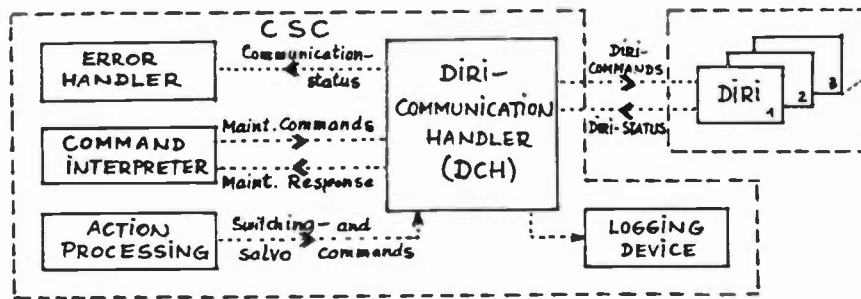 CSC
ERROR
HANDLER
Communication-
status
COMMAND
INTERPRETER
Maint. Commands
Maint. Response
ACTION
PROCESSING
Switching- and
Salvo commands
DIRI-
COMMUNICATION
HANDLER
(DCH)
LOGGING
DEVICE
DIRI-
COMMANDS
DIRI-STATUS
DIRI
1
2
3